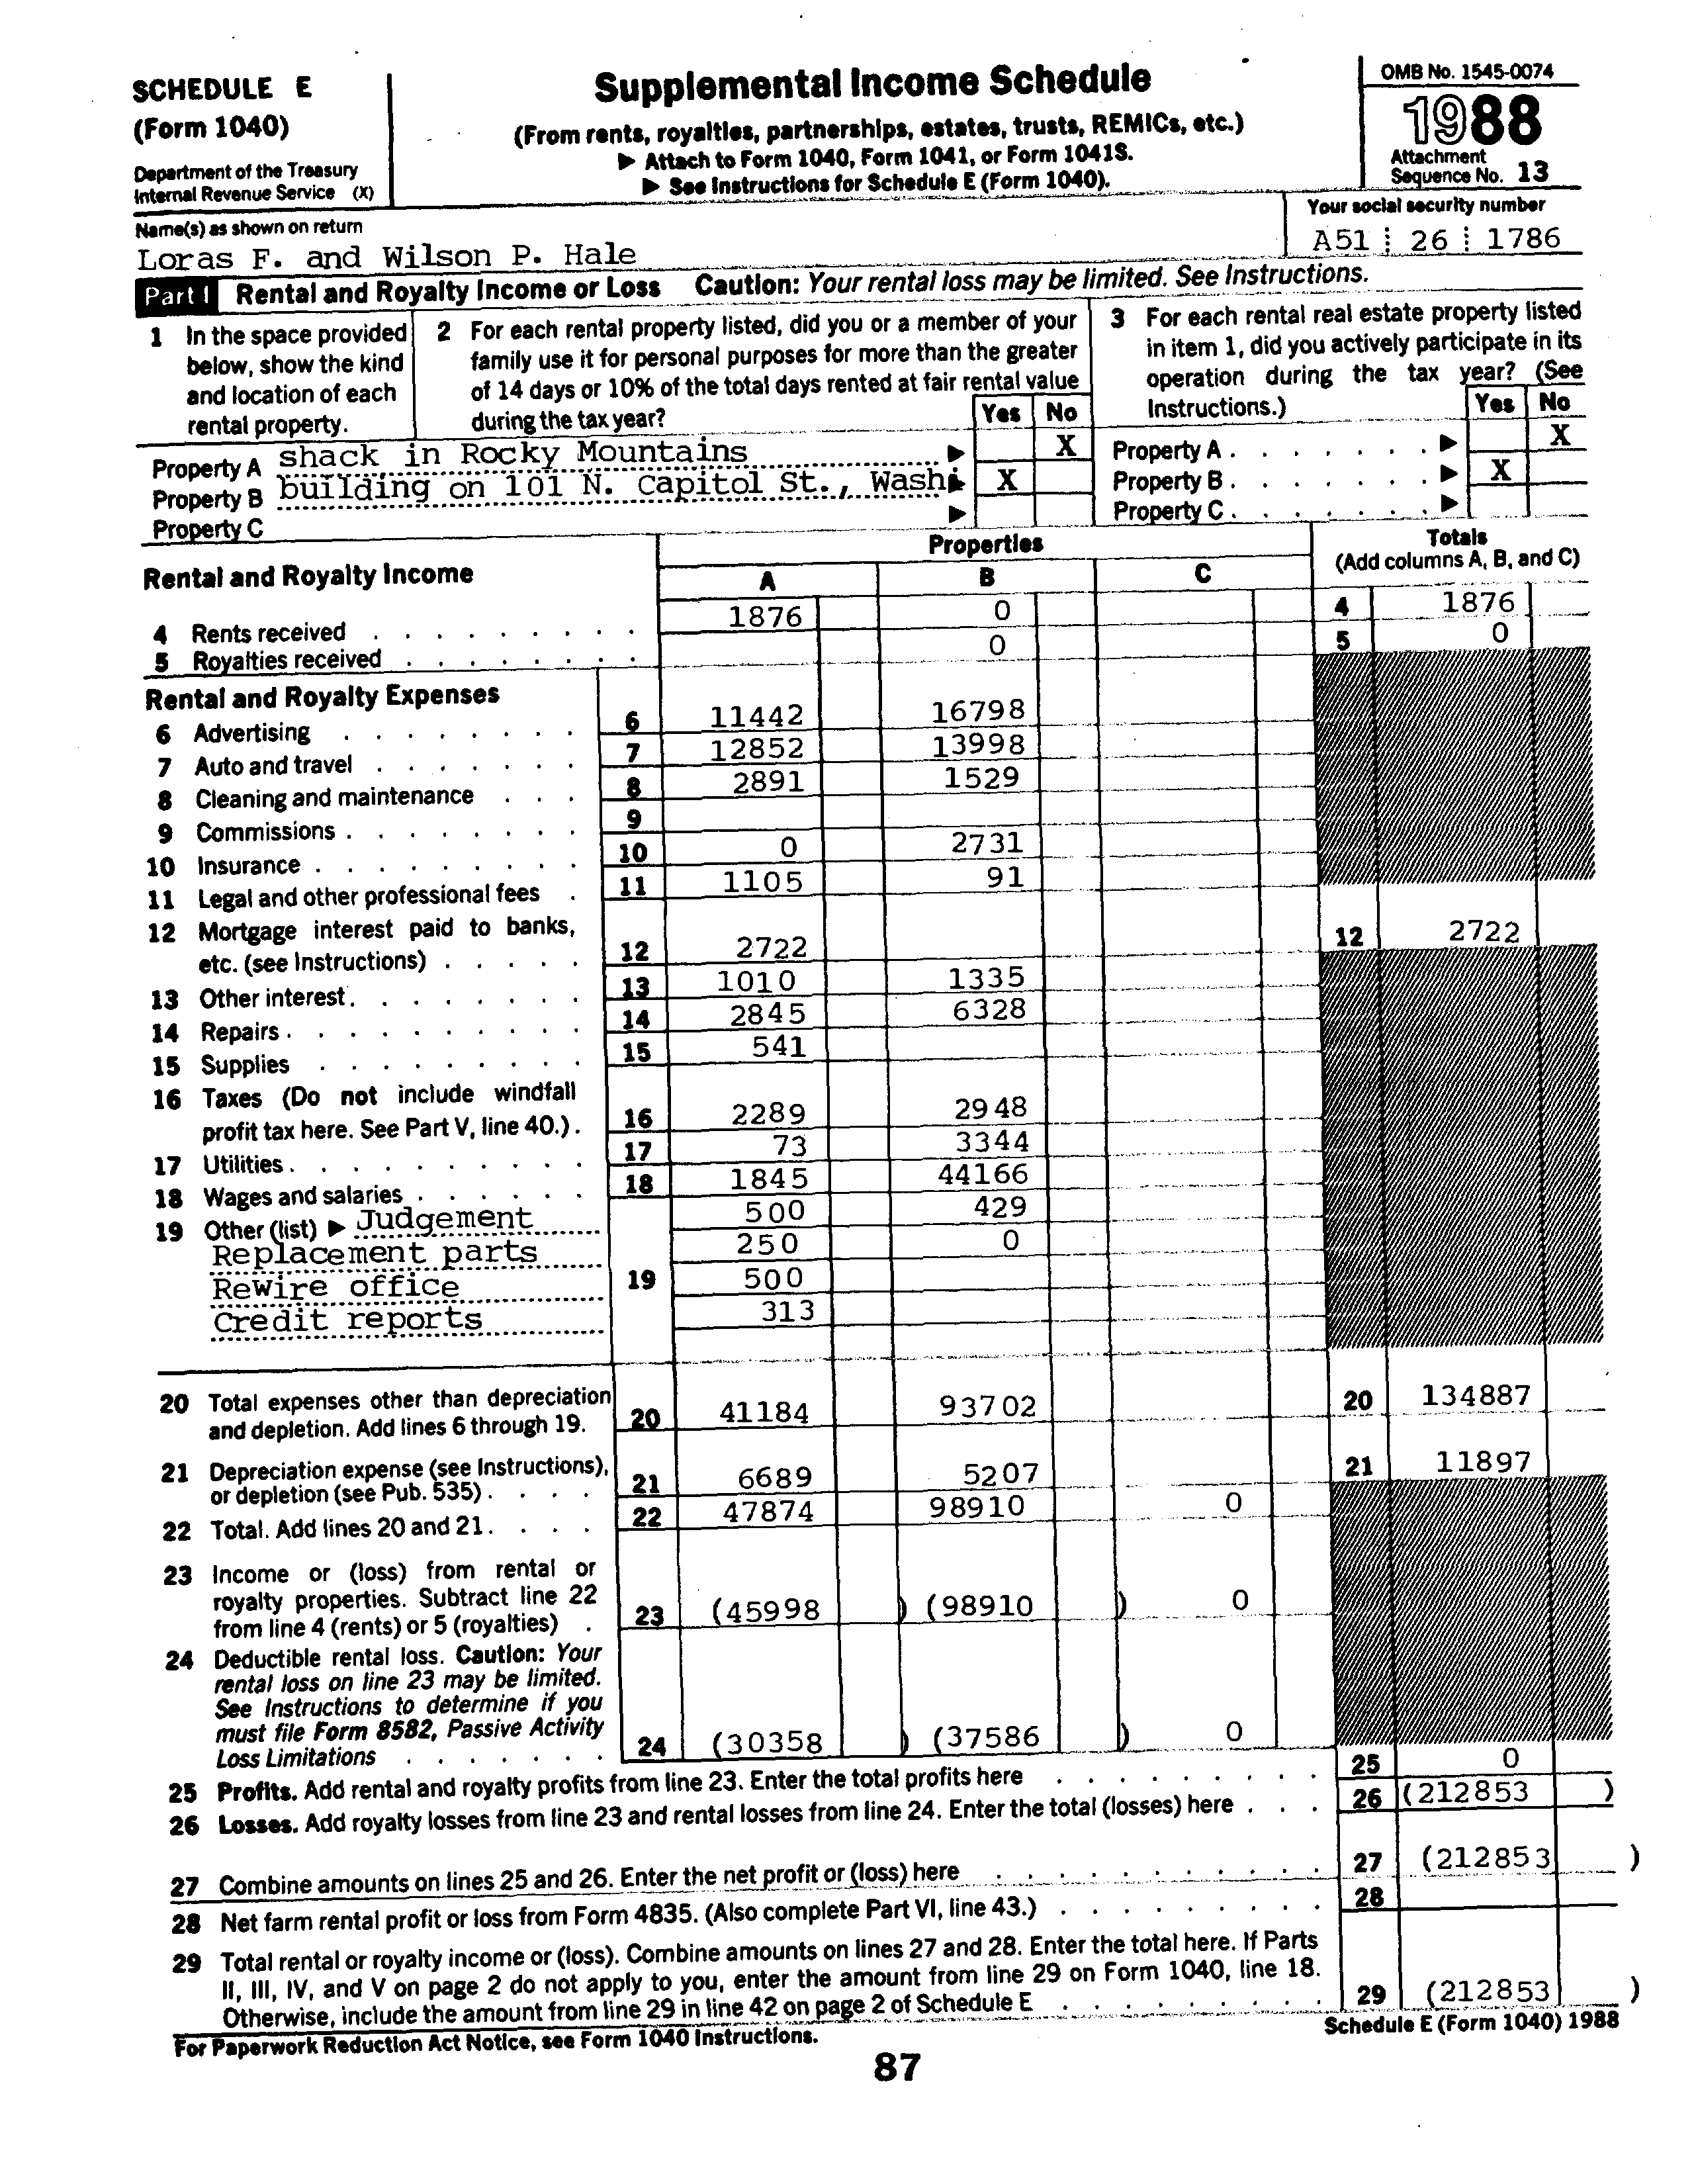 SCHEDULE E
(Form 1040)
Department of the Treasury
Internal Revenue Service (X)
Supplemental Income Schedule
(From rents, royalties, partnerships, estates, trusts, REMICs, etc.)
▶ Attach to Form 1040, Form 1041, or Form 1041S.
▶ See Instructions for Schedule E (Form 1040).
OMB No. 1545-0074
1988
Attachment
Sequence No. 13
Name(s) as shown on return
Loras F. and Wilson P. Hale
Your social security number
A51 26 1786
Part I Rental and Royalty Income or Loss Caution: Your rental loss may be limited. See Instructions.
1 In the space provided
below, show the kind
and location of each
rental property.
2 For each rental property listed, did you or a member of your
family use it for personal purposes for more than the greater
of 14 days or 10% of the total days rented at fair rental value
during the tax year? Yes No
3 For each rental real estate property listed
in item 1, did you actively participate in its
operation during the tax year? (See
Instructions.) Yes No
Property A shack in Rocky Mountains ▶ X Property A . . . . . . . ▶ X
Property B building on 101 N. Capitol St., Washi ▶ X Property B . . . . . . . ▶ X
Property C ▶ Property C . . . . . . . ▶
Rental and Royalty Income
Properties
A B C
Totals
(Add columns A, B, and C)
4 Rents received . . . . . . . . . 1876 0 4 1876
5 Royalties received . . . . . . . . 0 5 0
Rental and Royalty Expenses
6 Advertising . . . . . . . . 6 11442 16798
7 Auto and travel . . . . . . . 7 12852 13998
8 Cleaning and maintenance . . . 8 2891 1529
9 Commissions . . . . . . . . 9
10 Insurance . . . . . . . . . 10 0 2731
11 Legal and other professional fees . 11 1105 91
12 Mortgage interest paid to banks,
etc. (see Instructions) . . . . . 12 2722 12 2722
13 Other interest . . . . . . . . 13 1010 1335
14 Repairs . . . . . . . . . . 14 2845 6328
15 Supplies . . . . . . . . . 15 541
16 Taxes (Do not include windfall
profit tax here. See Part V, line 40.) . 16 2289 2948
17 Utilities . . . . . . . . . . 17 73 3344
18 Wages and salaries . . . . . . 18 1845 44166
19 Other (list) ▶ Judgement 500 429
Replacement parts 250 0
ReWire office 19 500
Credit reports 313
20 Total expenses other than depreciation
and depletion. Add lines 6 through 19. 20 41184 93702 20 134887
21 Depreciation expense (see Instructions),
or depletion (see Pub. 535) . . . . 21 6689 5207 21 11897
22 Total. Add lines 20 and 21 . . . . 22 47874 98910 0
23 Income or (loss) from rental or
royalty properties. Subtract line 22
from line 4 (rents) or 5 (royalties) . 23 (45998 ) (98910 ) 0
24 Deductible rental loss. Caution: Your
rental loss on line 23 may be limited.
See Instructions to determine if you
must file Form 8582, Passive Activity
Loss Limitations . . . . . . . 24 (30358 ) (37586 ) 0
25 Profits. Add rental and royalty profits from line 23. Enter the total profits here . . . . . . . . . 25 0
26 Losses. Add royalty losses from line 23 and rental losses from line 24. Enter the total (losses) here . . . 26 (212853 )
27 Combine amounts on lines 25 and 26. Enter the net profit or (loss) here . . . . . . . . . . . 27 (212853 )
28 Net farm rental profit or loss from Form 4835. (Also complete Part VI, line 43.) . . . . . . . . . 28
29 Total rental or royalty income or (loss). Combine amounts on lines 27 and 28. Enter the total here. If Parts
II, III, IV, and V on page 2 do not apply to you, enter the amount from line 29 on Form 1040, line 18.
Otherwise, include the amount from line 29 in line 42 on page 2 of Schedule E . . . . . . . . . 29 (212853 )
For Paperwork Reduction Act Notice, see Form 1040 Instructions.
Schedule E (Form 1040) 1988
87